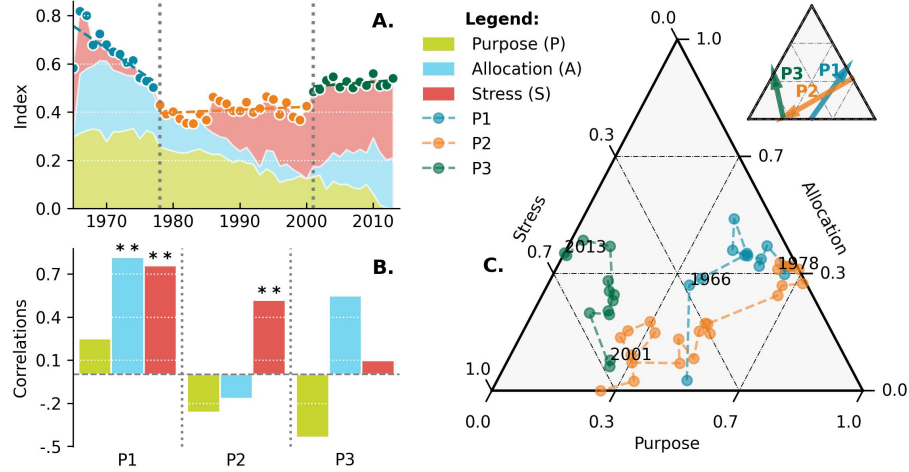 A.
Index
0.8
0.6
0.4
0.2
0.0
1970
1980
1990
2000
2010
Legend:
Purpose (P)
Allocation (A)
Stress (S)
P1
P2
P3
B.
Correlations
0.7
0.4
0.1
-.2
-.5
* *
* *
* *
P1
P2
P3
C.
0.0
1.0
0.3
0.7
Stress
Allocation
0.7
0.3
1.0
0.0
2013
1966
1978
2001
0.0
0.3
0.7
1.0
Purpose
P3
P1
P2